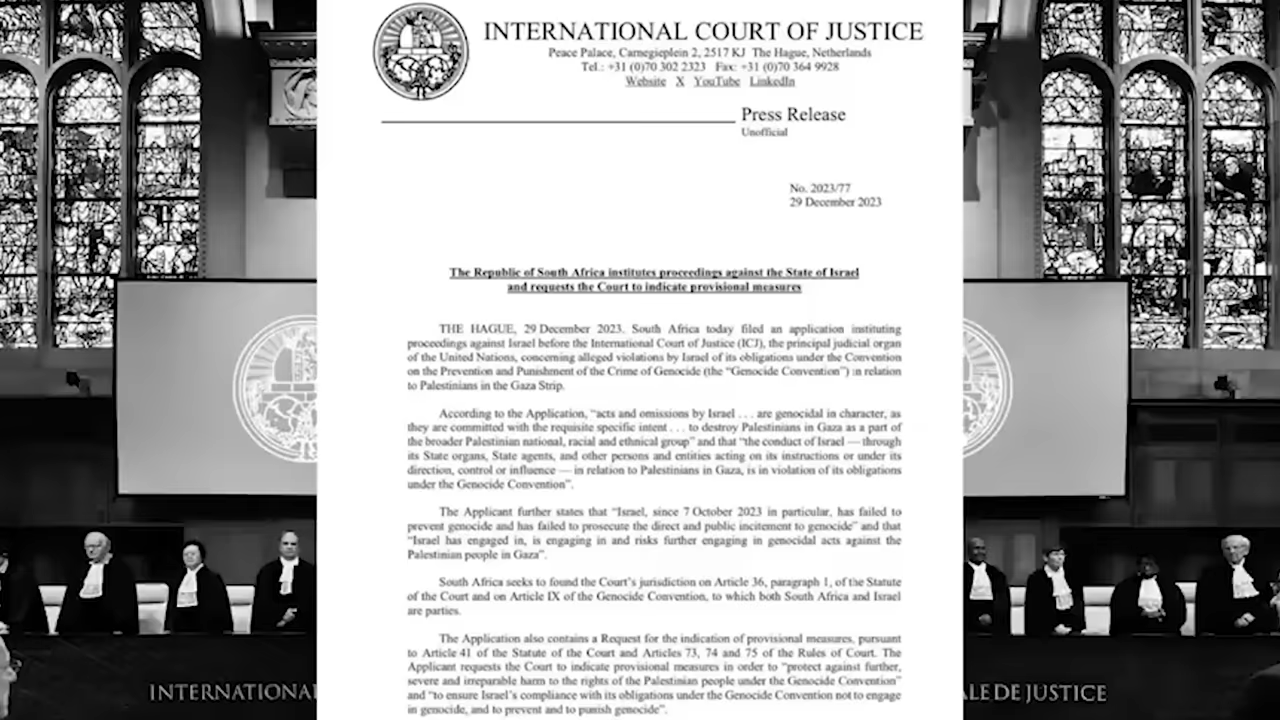 INTERNATIONAL COURT OF JUSTICE
Peace Palace, Carnegieplein 2, 2517 KJ The Hague, Netherlands
Tel.: +31 (0)70 302 2323 Fax: +31 (0)70 364 9928
Website X YouTube LinkedIn
Press Release
Unofficial
No. 2023/77
29 December 2023
The Republic of South Africa institutes proceedings against the State of Israel
and requests the Court to indicate provisional measures
THE HAGUE, 29 December 2023. South Africa today filed an application instituting
proceedings against Israel before the International Court of Justice (ICJ), the principal judicial organ
of the United Nations, concerning alleged violations by Israel of its obligations under the Convention
on the Prevention and Punishment of the Crime of Genocide (the “Genocide Convention”) in relation
to Palestinians in the Gaza Strip.
According to the Application, “acts and omissions by Israel . . . are genocidal in character, as
they are committed with the requisite specific intent . . . to destroy Palestinians in Gaza as a part of
the broader Palestinian national, racial and ethnical group” and that “the conduct of Israel — through
its State organs, State agents, and other persons and entities acting on its instructions or under its
direction, control or influence — in relation to Palestinians in Gaza, is in violation of its obligations
under the Genocide Convention”.
The Applicant further states that “Israel, since 7 October 2023 in particular, has failed to
prevent genocide and has failed to prosecute the direct and public incitement to genocide” and that
“Israel has engaged in, is engaging in and risks further engaging in genocidal acts against the
Palestinian people in Gaza”.
South Africa seeks to found the Court’s jurisdiction on Article 36, paragraph 1, of the Statute
of the Court and on Article IX of the Genocide Convention, to which both South Africa and Israel
are parties.
The Application also contains a Request for the indication of provisional measures, pursuant
to Article 41 of the Statute of the Court and Articles 73, 74 and 75 of the Rules of Court. The
Applicant requests the Court to indicate provisional measures in order to “protect against further,
severe and irreparable harm to the rights of the Palestinian people under the Genocide Convention”
and “to ensure Israel’s compliance with its obligations under the Genocide Convention not to engage
in genocide, and to prevent and to punish genocide”.
INTERNATIONAL
ALE DE JUSTICE